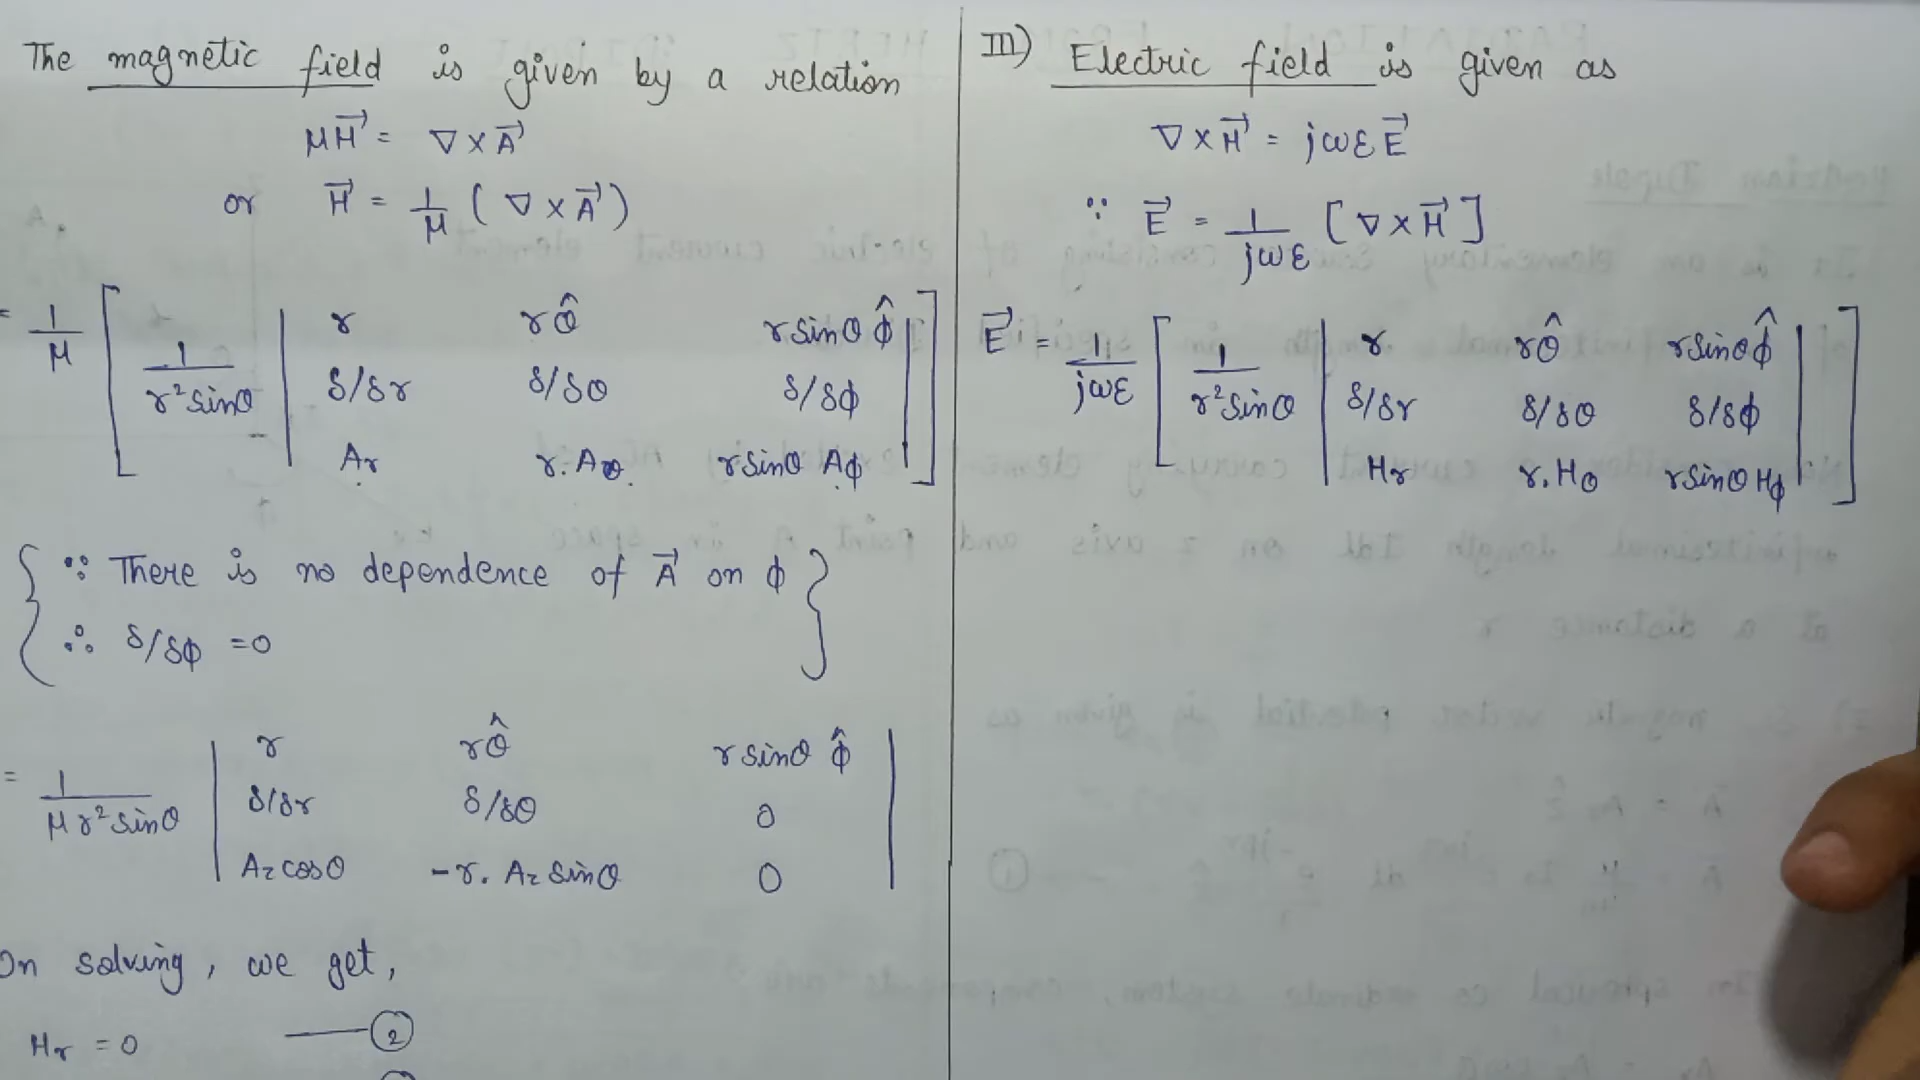 The magnetic field is given by a relation
μH⃗ = ∇ × A⃗
or H⃗ = 1/μ ( ∇ × A⃗ )
= 1/μ [ 1/r² sinθ | r rθ̂ r sinθ ϕ̂ | ]
δ/δr δ/δθ δ/δϕ
Ar r.Aθ r sinθ Aϕ
{ ∵ There is no dependence of A⃗ on ϕ }
∴ δ/δϕ = 0
= 1/μr² sinθ | r rθ̂ r sinθ ϕ̂ |
δ/δr δ/δθ 0
Az cosθ -r. Az sinθ 0
On solving, we get,
Hr = 0 —— ②
III) Electric field is given as
∇ × H⃗ = jωε E⃗
∵ E⃗ = 1/jωε [ ∇ × H⃗ ]
E⃗ = 1/jωε [ 1/r² sinθ | r rθ̂ r sinθ ϕ̂ | ]
δ/δr δ/δθ δ/δϕ
Hr r.Hθ r sinθ Hϕ